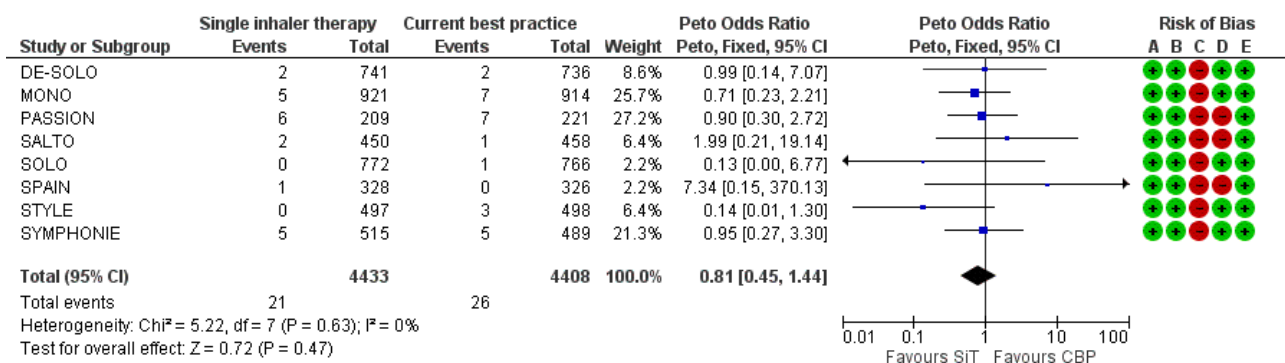 Single inhaler therapy Current best practice Peto Odds Ratio Peto Odds Ratio Risk of Bias
Study or Subgroup Events Total Events Total Weight Peto, Fixed, 95% CI Peto, Fixed, 95% CI A B C D E
DE-SOLO 2 741 2 736 8.6% 0.99 [0.14, 7.07] + + - + +
MONO 5 921 7 914 25.7% 0.71 [0.23, 2.21] + + - + +
PASSION 6 209 7 221 27.2% 0.90 [0.30, 2.72] + + - - +
SALTO 2 450 1 458 6.4% 1.99 [0.21, 19.14] + + - - +
SOLO 0 772 1 766 2.2% 0.13 [0.00, 6.77] + + - + +
SPAIN 1 328 0 326 2.2% 7.34 [0.15, 370.13] + + - - +
STYLE 0 497 3 498 6.4% 0.14 [0.01, 1.30] + + - + +
SYMPHONIE 5 515 5 489 21.3% 0.95 [0.27, 3.30] + + - + +
Total (95% CI) 4433 4408 100.0% 0.81 [0.45, 1.44]
Total events 21 26
Heterogeneity: Chi² = 5.22, df = 7 (P = 0.63); I² = 0%
Test for overall effect: Z = 0.72 (P = 0.47)
0.01 0.1 1 10 100
Favours SiT Favours CBP